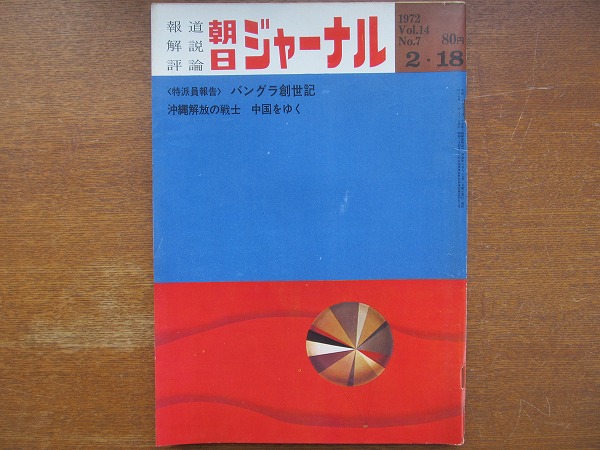 報道
解説
評論
朝日ジャーナル
1972
Vol.14
No.7
80円
2・18
〈特派員報告〉 バングラ創世記
沖縄解放の戦士 中国をゆく